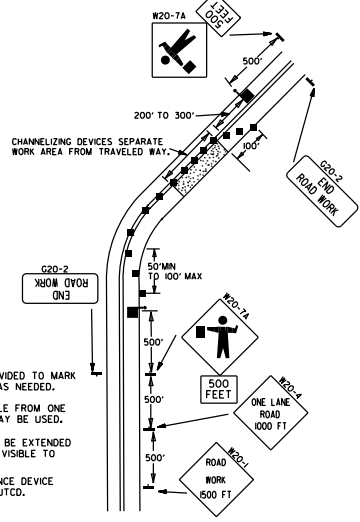 W20-7A
500
FEET
500'
200' TO 300'
CHANNELIZING DEVICES SEPARATE
WORK AREA FROM TRAVELED WAY.
100'
G20-2
END
ROAD WORK
G20-2
END
ROAD WORK
50'MIN
TO 100' MAX
W20-7A
500'
500
FEET
500'
W20-4
ONE LANE
ROAD
1000 FT
500'
W20-1
ROAD
WORK
1500 FT
VIDED TO MARK
AS NEEDED.
LE FROM ONE
AY BE USED.
BE EXTENDED
VISIBLE TO
NCE DEVICE
UTCD.